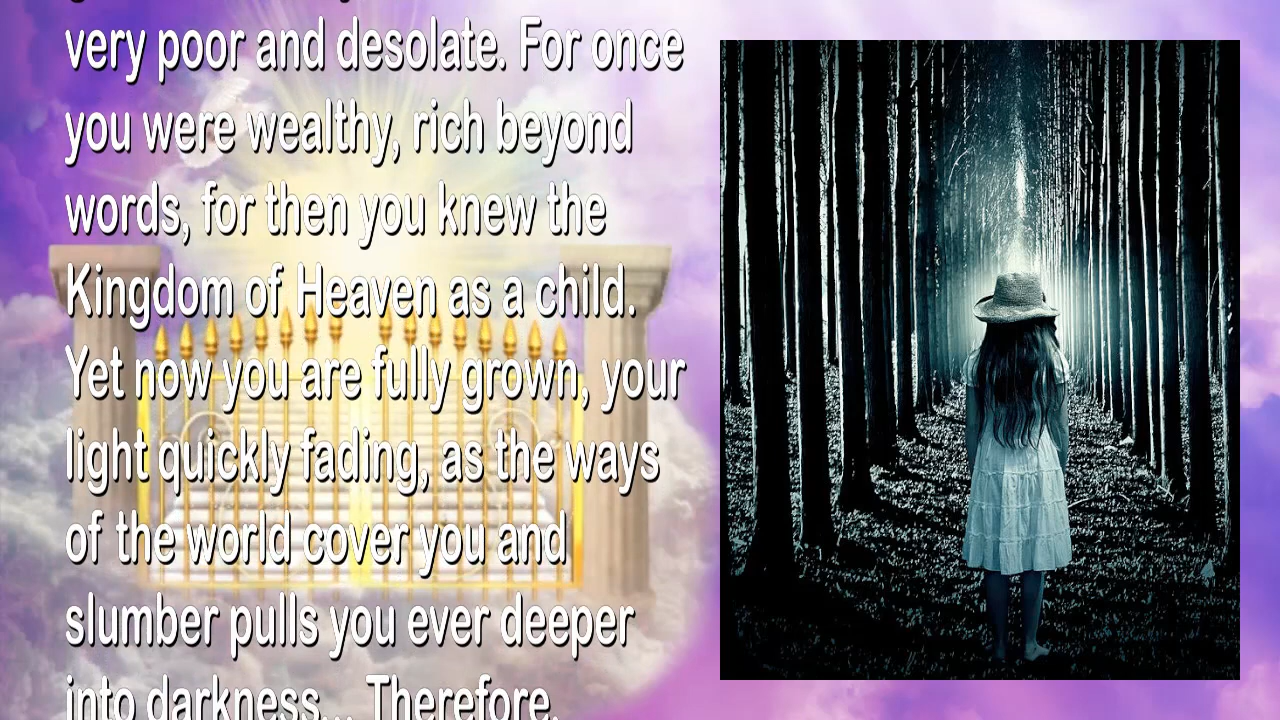 very poor and desolate. For once
you were wealthy, rich beyond
words, for then you knew the
Kingdom of Heaven as a child.
Yet now you are fully grown, your
light quickly fading, as the ways
of the world cover you and
slumber pulls you ever deeper
into darkness... Therefore,